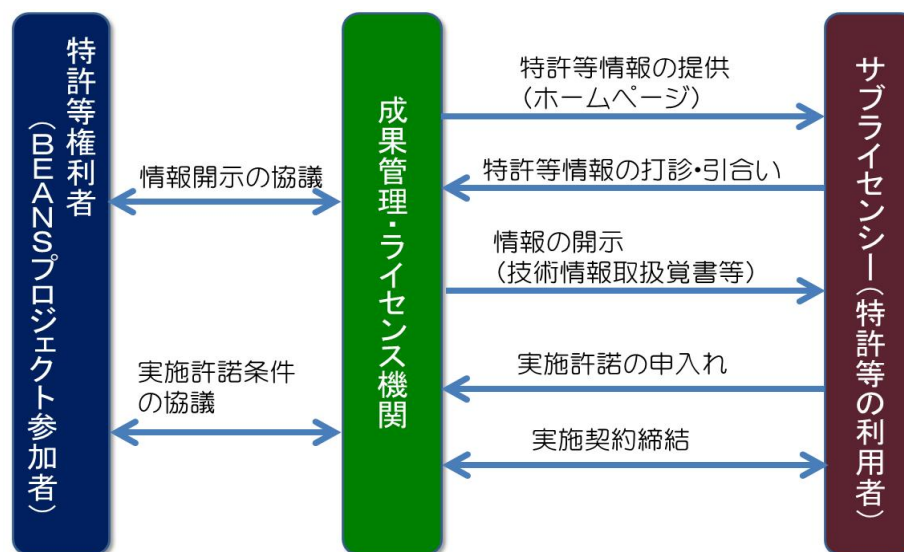 特許等権利者
（BEANSプロジェクト参加者）
情報開示の協議
実施許諾条件
の協議
成果管理・ライセンス機関
特許等情報の提供
（ホームページ）
特許等情報の打診・引合い
情報の開示
（技術情報取扱覚書等）
実施許諾の申入れ
実施契約締結
サブライセンシー（特許等の利用者）